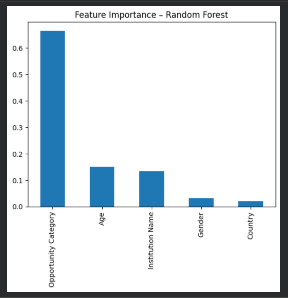 Feature Importance – Random Forest
0.6
0.5
0.4
0.3
0.2
0.1
0.0
Opportunity Category
Age
Institution Name
Gender
Country